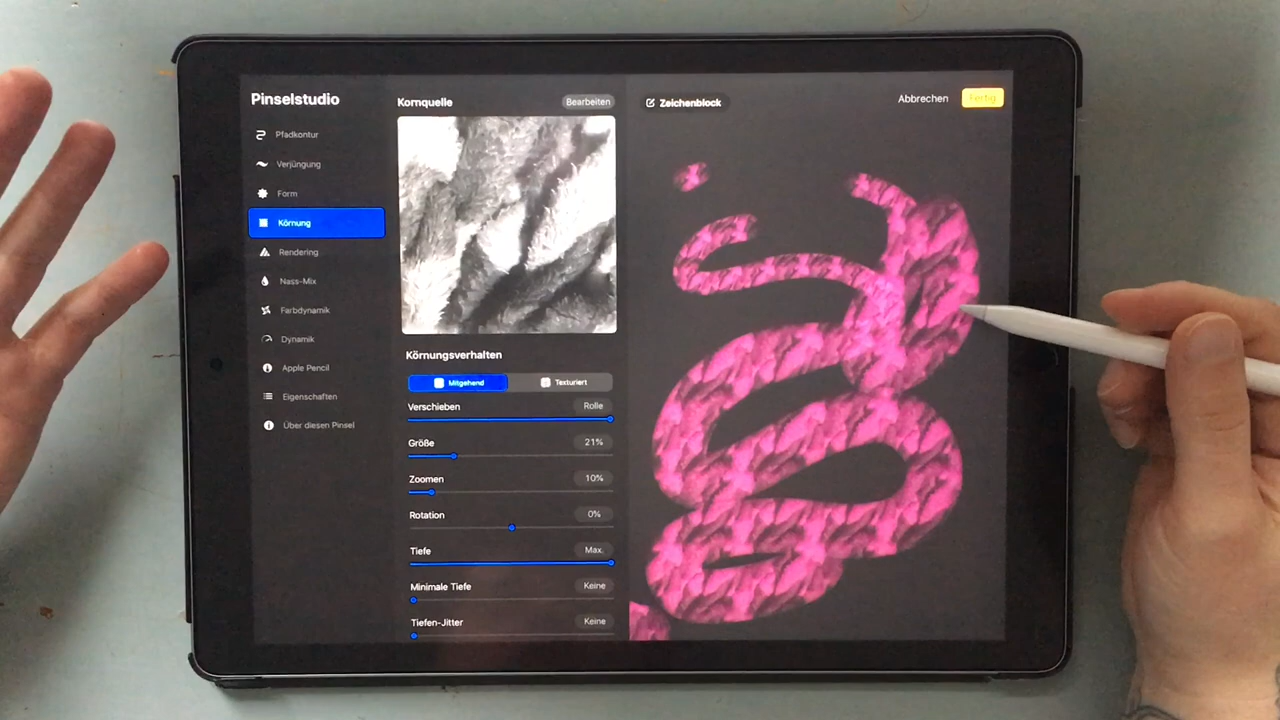 Pinselstudio
Pfadkontur
Verjüngung
Form
Körnung
Rendering
Nass-Mix
Farbdynamik
Dynamik
Apple Pencil
Eigenschaften
Über diesen Pinsel
Kornquelle
Bearbeiten
Körnungsverhalten
Mitgehend
Texturiert
Verschieben
Rolle
Größe
21%
Zoomen
10%
Rotation
0%
Tiefe
Max.
Minimale Tiefe
Keine
Tiefen-Jitter
Keine
Zeichenblock
Abbrechen
Fertig